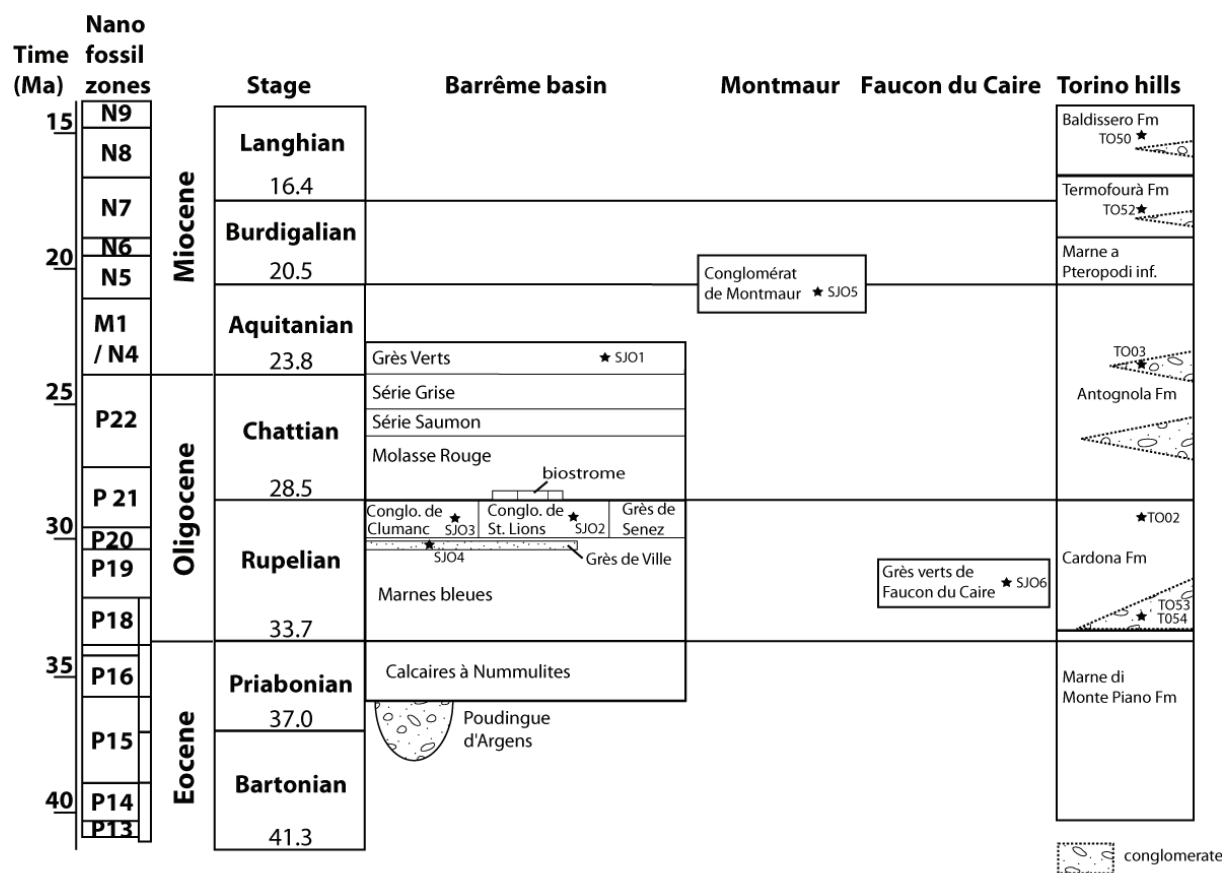 Nano
Time fossil
(Ma) zones Stage Barrême basin Montmaur Faucon du Caire Torino hills
15
20
25
30
35
40
N9
N8
N7
N6
N5
M1
/ N4
P22
P 21
P20
P19
P18
P16
P15
P14
P13
Miocene
Oligocene
Eocene
Langhian
16.4
Burdigalian
20.5
Aquitanian
23.8
Chattian
28.5
Rupelian
33.7
Priabonian
37.0
Bartonian
41.3
Grès Verts ★ SJO1
Série Grise
Série Saumon
Molasse Rouge
biostrome
Conglo. de
Clumanc
★
SJO3
Conglo. de
St. Lions
★
SJO2
Grès de
Senez
★
SJO4
Grès de Ville
Marnes bleues
Calcaires à Nummulites
Poudingue
d'Argens
Conglomérat
de Montmaur ★ SJO5
Grès verts de
Faucon du Caire
★ SJO6
Baldissero Fm
★
TO50
Termofourà Fm
TO52 ★
Marne a
Pteropodi inf.
TO03
★
Antognola Fm
★ TO02
Cardona Fm
TO53
★ T054
Marne di
Monte Piano Fm
conglomerate